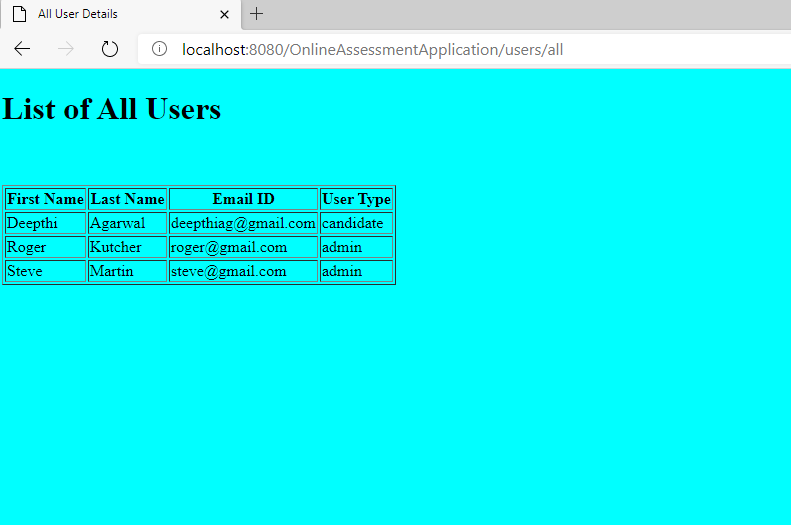 All User Details
localhost:8080/OnlineAssessmentApplication/users/all
List of All Users
First Name Last Name Email ID User Type
Deepthi Agarwal deepthiag@gmail.com candidate
Roger Kutcher roger@gmail.com admin
Steve Martin steve@gmail.com admin